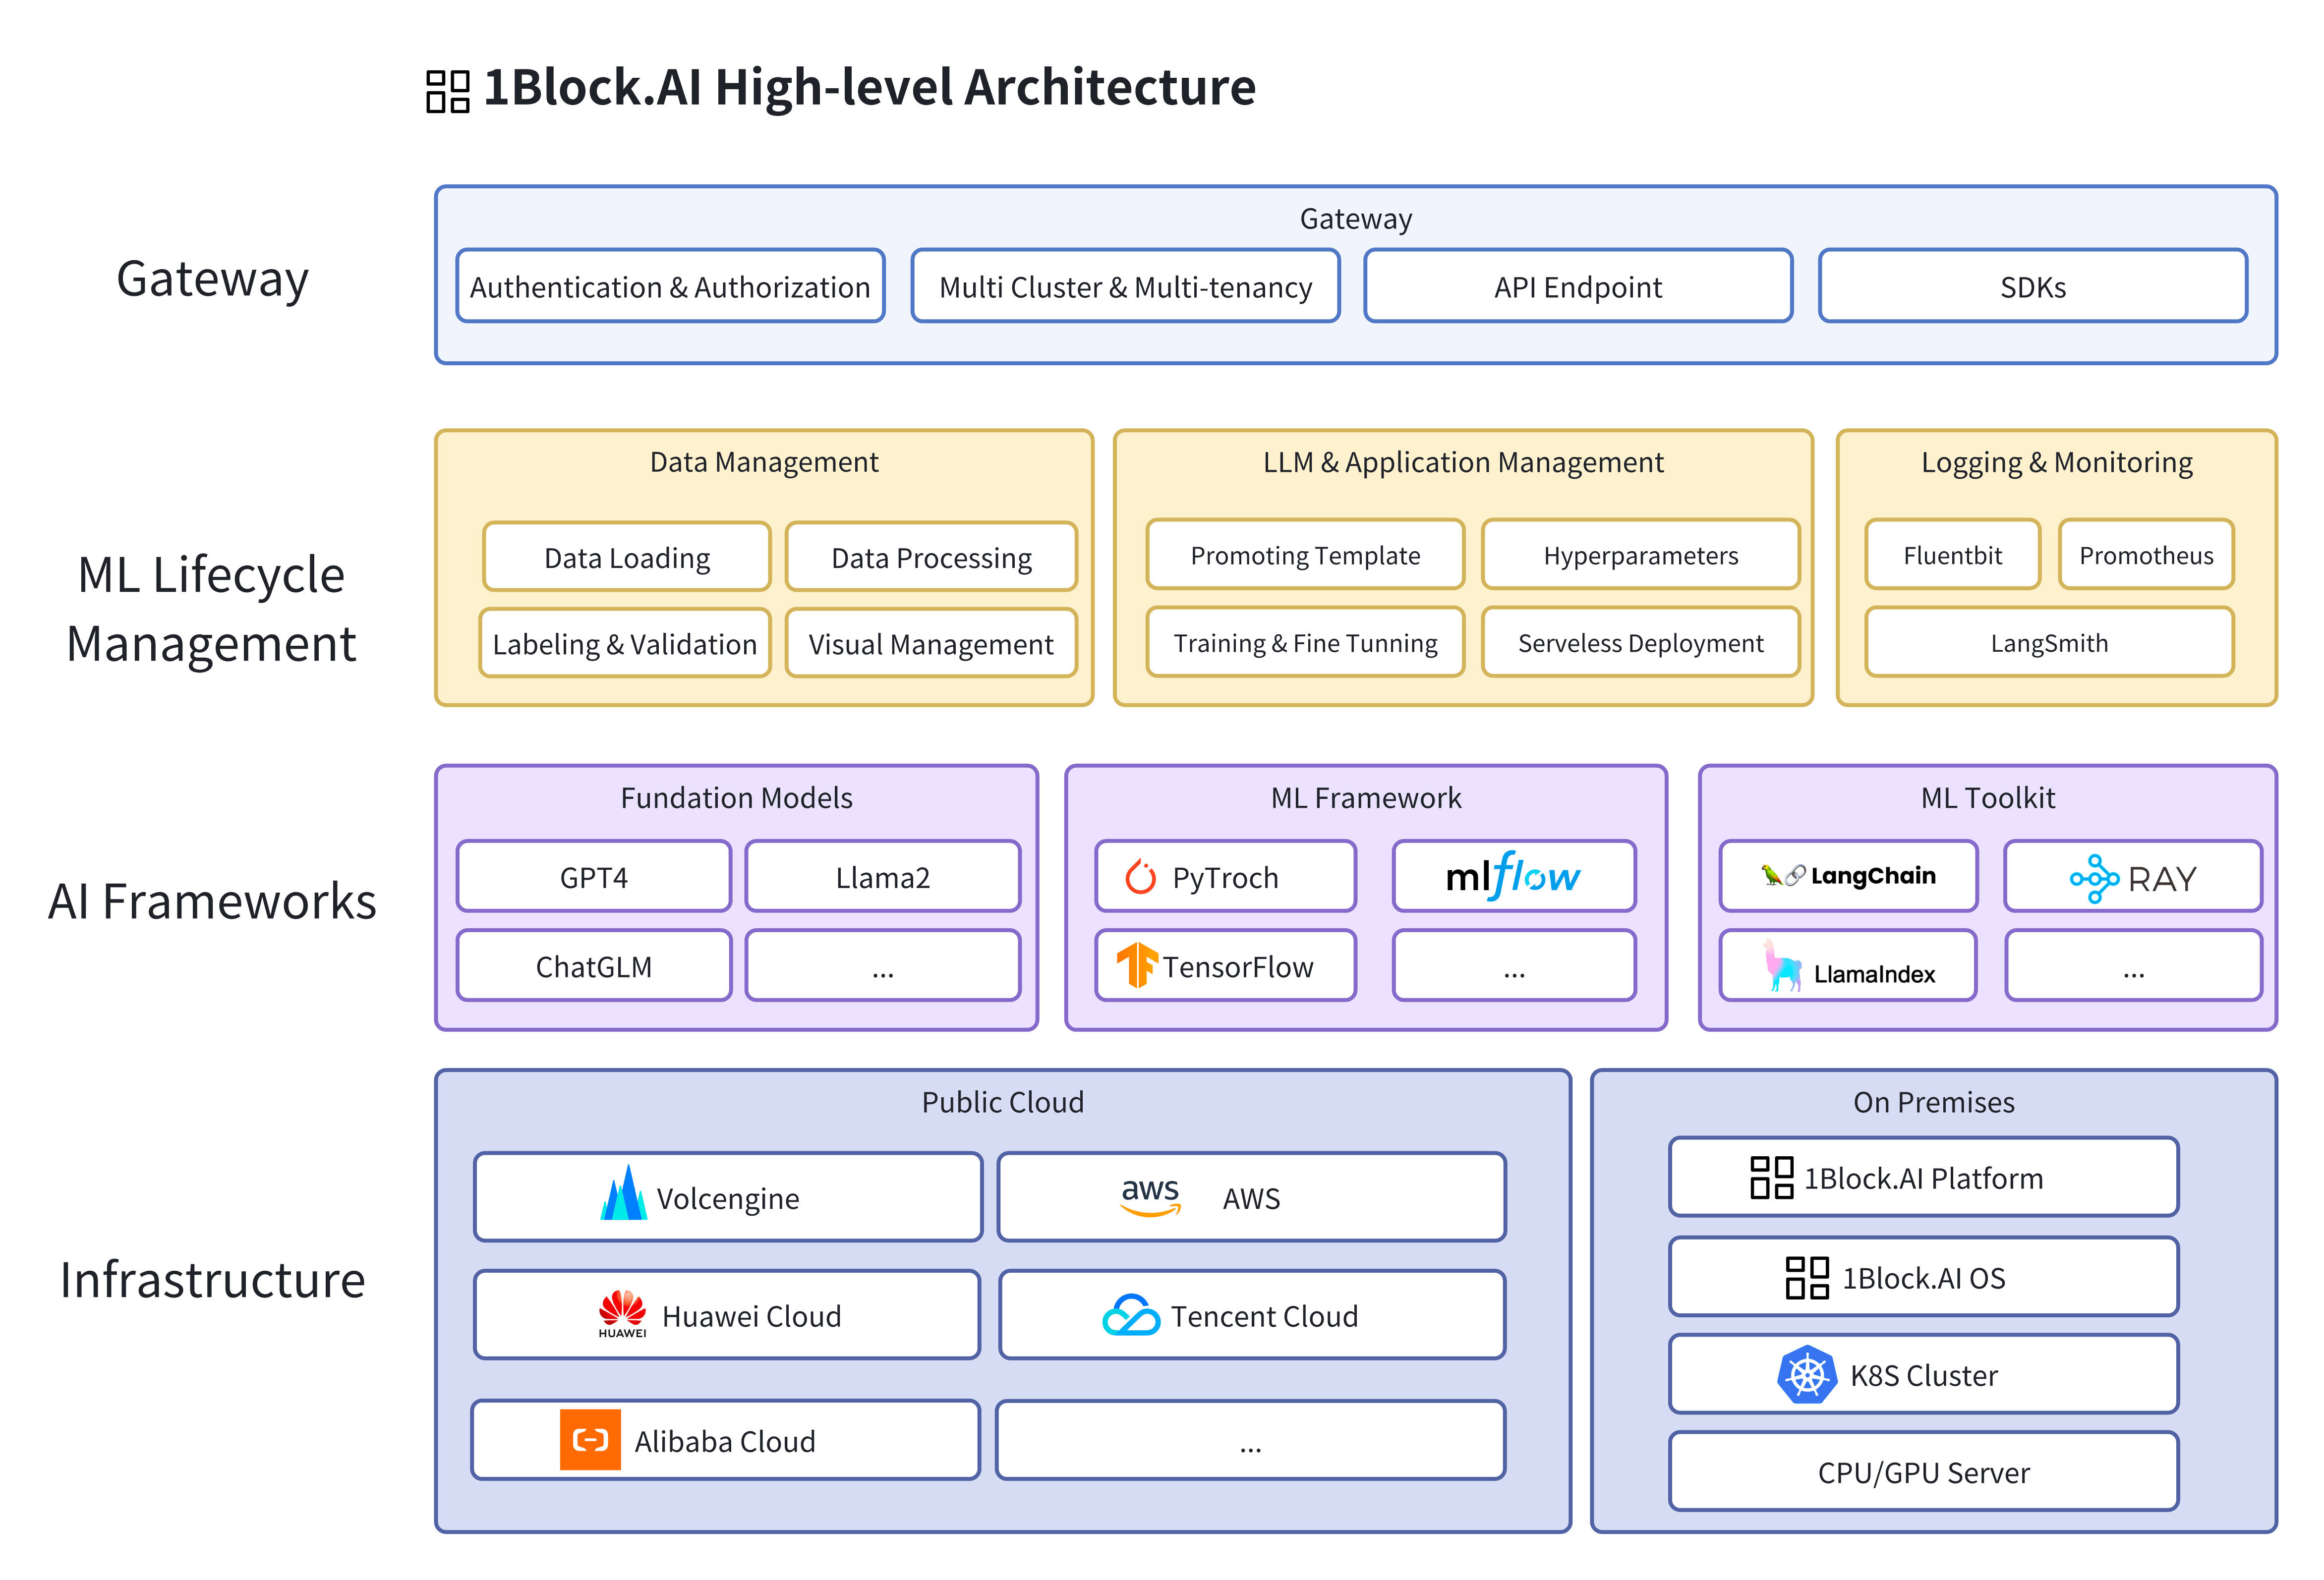 1Block.AI High-level Architecture
Gateway
Gateway
Authentication & Authorization
Multi Cluster & Multi-tenancy
API Endpoint
SDKs
ML Lifecycle
Management
Data Management
Data Loading
Data Processing
Labeling & Validation
Visual Management
LLM & Application Management
Promoting Template
Hyperparameters
Training & Fine Tunning
Serveless Deployment
Logging & Monitoring
Fluentbit
Promotheus
LangSmith
AI Frameworks
Fundation Models
GPT4
Llama2
ChatGLM
...
ML Framework
PyTroch
mlflow
TensorFlow
...
ML Toolkit
LangChain
RAY
LlamaIndex
...
Infrastructure
Public Cloud
Volcengine
aws
AWS
HUAWEI
Huawei Cloud
Tencent Cloud
Alibaba Cloud
...
On Premises
1Block.AI Platform
1Block.AI OS
K8S Cluster
CPU/GPU Server